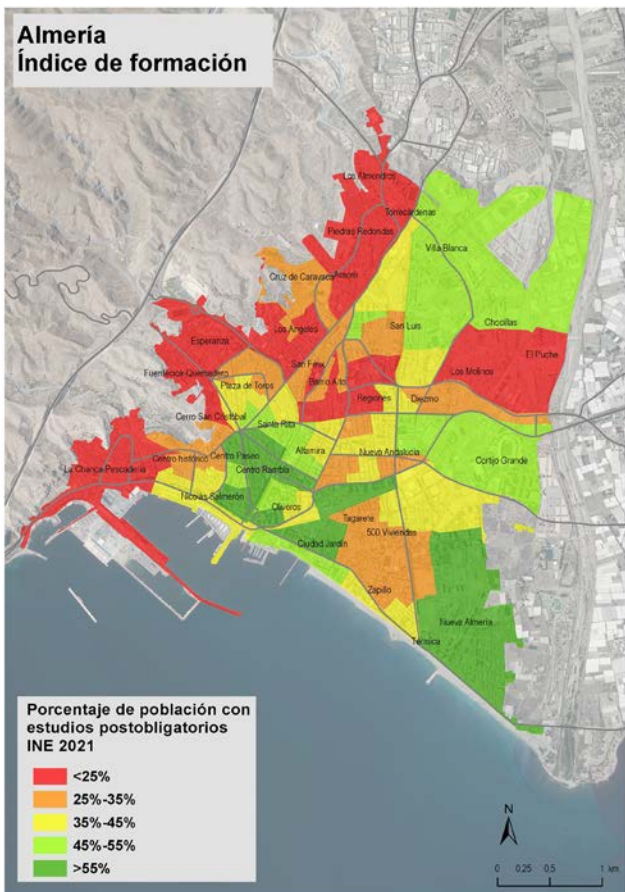 Almería
Índice de formación
Los Almendros
Torrecárdenas
Piedras Redondas
Villa Blanca
Cruz de Caravaca
Araceli
Chocillas
San Luis
Los Angeles
Esperanza
El Puche
San Félix
Los Molinos
Fuentecica-Quemadero
Plaza de Toros
Barrio Alto
Regiones
Diezmo
Cerro San Cristóbal
Santa Rita
Altamira
Nueva Andalucía
Centro Paseo
Centro histórico
Cortijo Grande
La Chanca-Pescadería
Centro Rambla
Nicolás Salmerón
Oliveros
Tagarete
500 Viviendas
Ciudad Jardín
Zapillo
Nueva Almería
Térmica
Porcentaje de población con
estudios postobligatorios
INE 2021
<25%
25%-35%
35%-45%
45%-55%
>55%
N
0 0,25 0,5 1 km